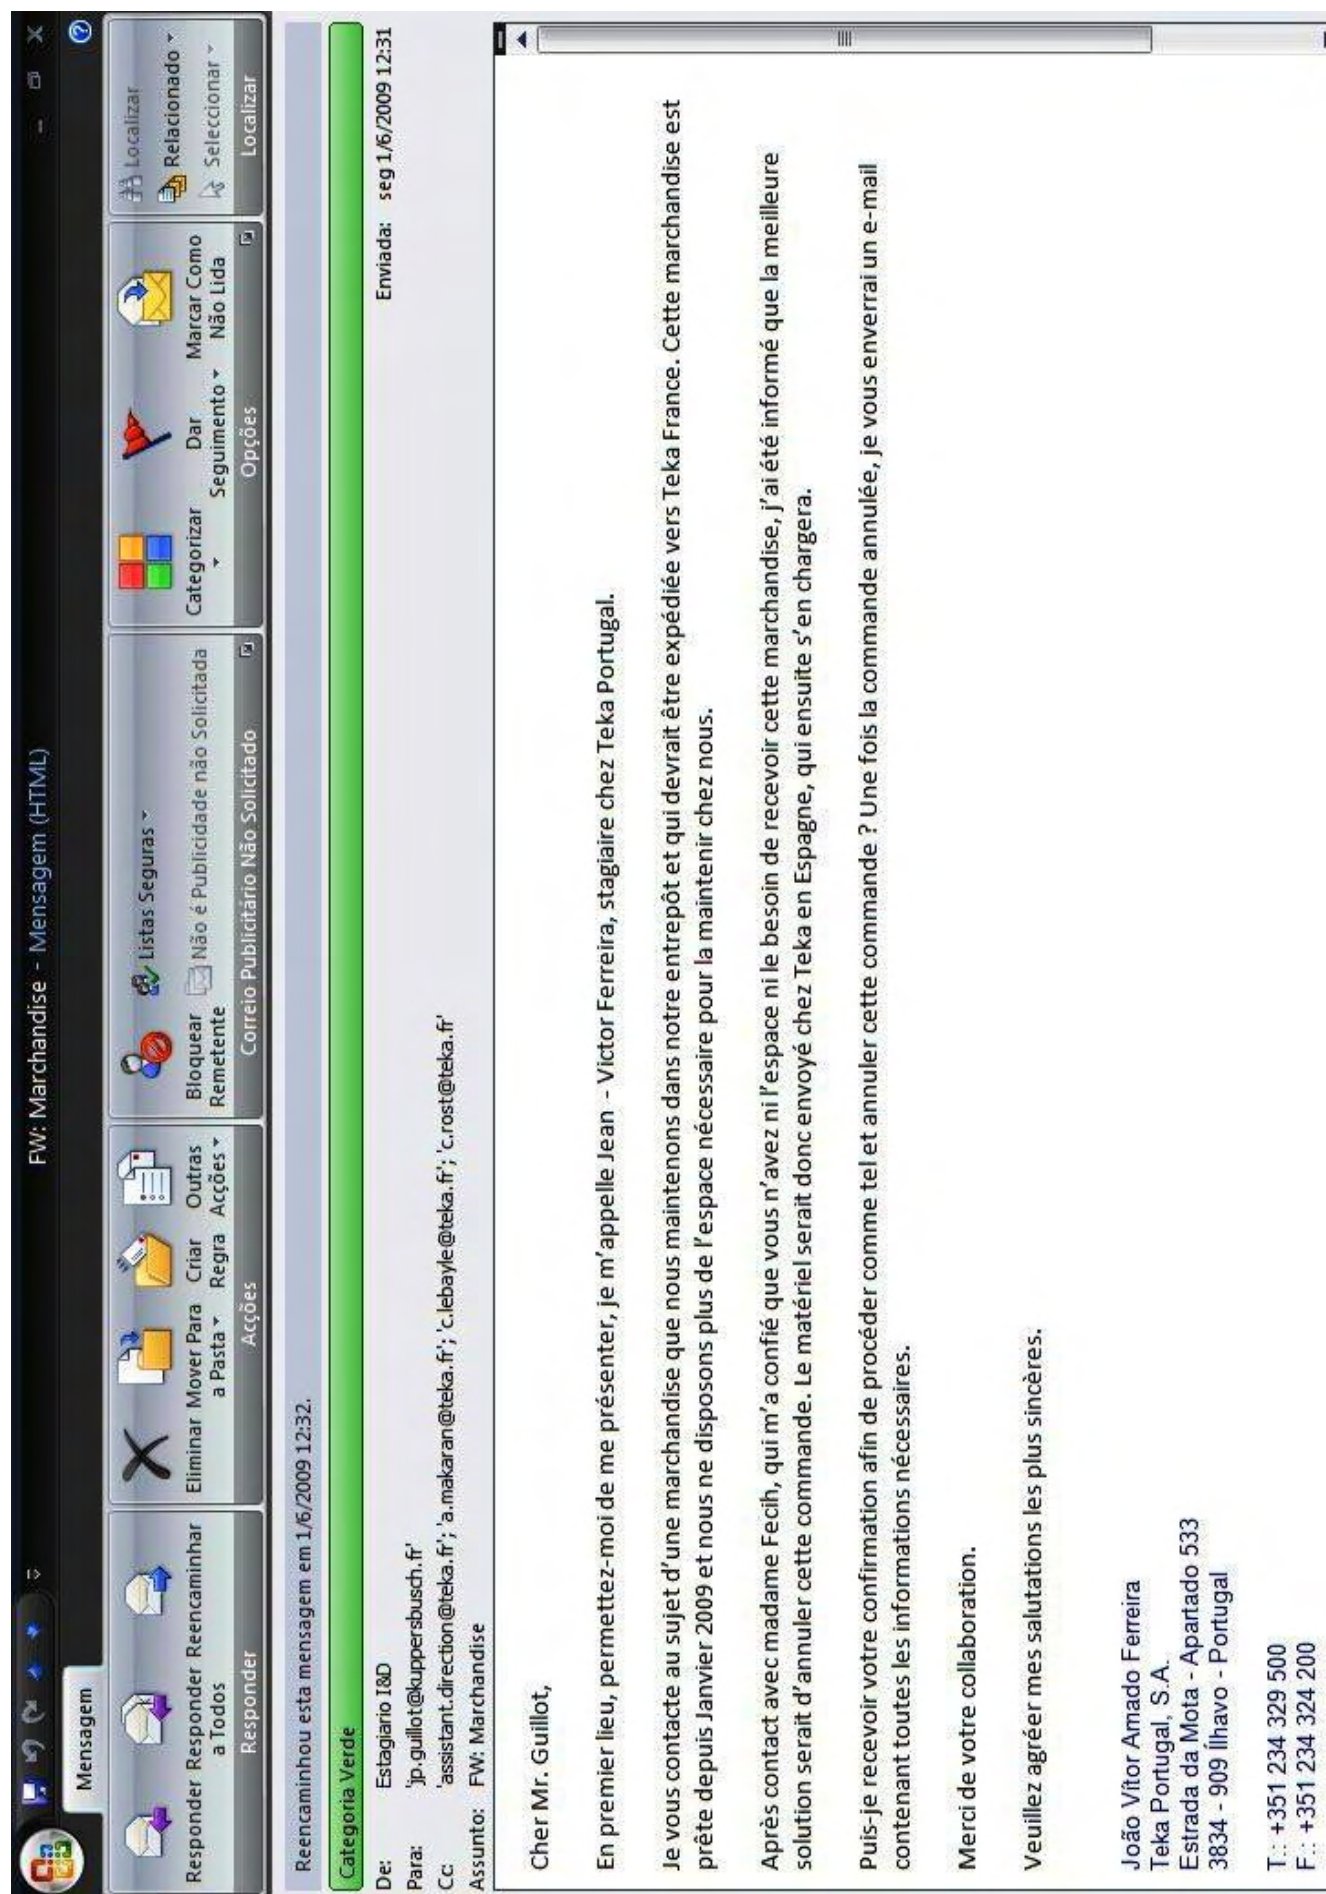 FW: Marchandise - Mensagem (HTML)
Mensagem
Responder
Responder a Todos
Reencaminhar
Responder
Eliminar
Mover Para a Pasta
Criar Regra
Outras Acções
Acções
Bloquear Remetente
Listas Seguras
Não é Publicidade não Solicitada
Correio Publicitário Não Solicitado
Categorizar
Dar Seguimento
Marcar Como Não Lida
Opções
Localizar
Relacionado
Seleccionar
Localizar
Reencaminhou esta mensagem em 1/6/2009 12:32.
Categoria Verde
De: Estagiario I&D Enviada: seg 1/6/2009 12:31
Para: 'jp.guillot@kuppersbusch.fr'
Cc: 'assistant.direction@teka.fr'; 'a.makaran@teka.fr'; 'c.lebayle@teka.fr'; 'c.rost@teka.fr'
Assunto: FW: Marchandise
Cher Mr. Guillot,
En premier lieu, permettez-moi de me présenter, je m'appelle Jean - Victor Ferreira, stagiaire chez Teka Portugal.
Je vous contacte au sujet d'une marchandise que nous maintenons dans notre entrepôt et qui devrait être expédiée vers Teka France. Cette marchandise est
prête depuis Janvier 2009 et nous ne disposons plus de l'espace nécessaire pour la maintenir chez nous.
Après contact avec madame Fecih, qui m'a confié que vous n'avez ni l'espace ni le besoin de recevoir cette marchandise, j'ai été informé que la meilleure
solution serait d'annuler cette commande. Le matériel serait donc envoyé chez Teka en Espagne, qui ensuite s'en chargera.
Puis-je recevoir votre confirmation afin de procéder comme tel et annuler cette commande ? Une fois la commande annulée, je vous enverrai un e-mail
contenant toutes les informations nécessaires.
Merci de votre collaboration.
Veuillez agréer mes salutations les plus sincères.
João Vítor Amado Ferreira
Teka Portugal, S.A.
Estrada da Mota - Apartado 533
3834 - 909 Ílhavo - Portugal
T.: +351 234 329 500
F.: +351 234 324 200